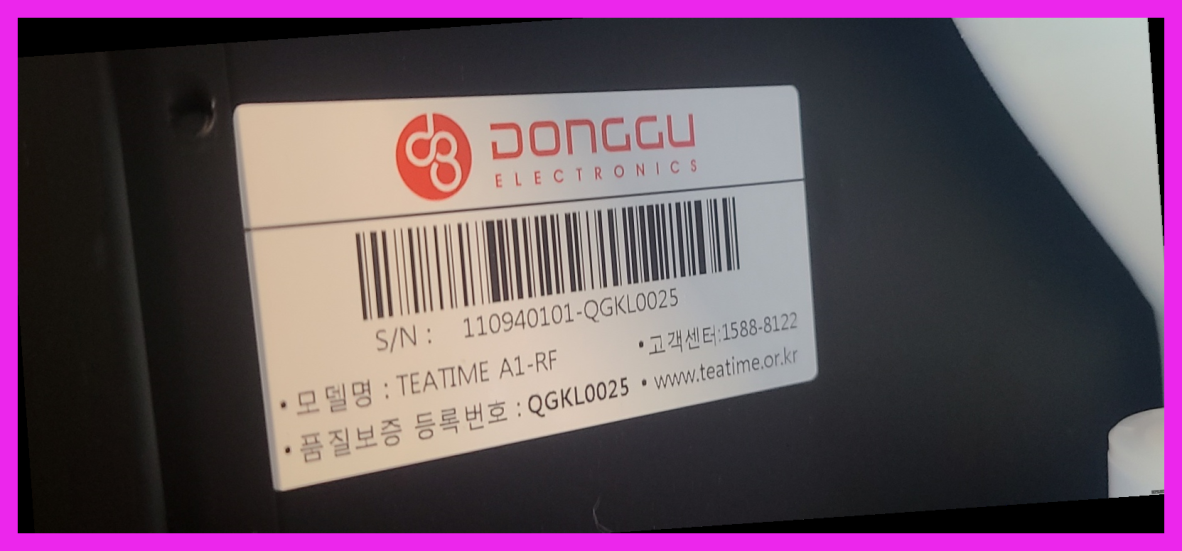 DONGGU
ELECTRONICS
S/N : 110940101-QGKL0025
• 모델명 : TEATIME A1-RF • 고객센터:1588-8122
• 품질보증 등록번호 : QGKL0025 • www.teatime.or.kr